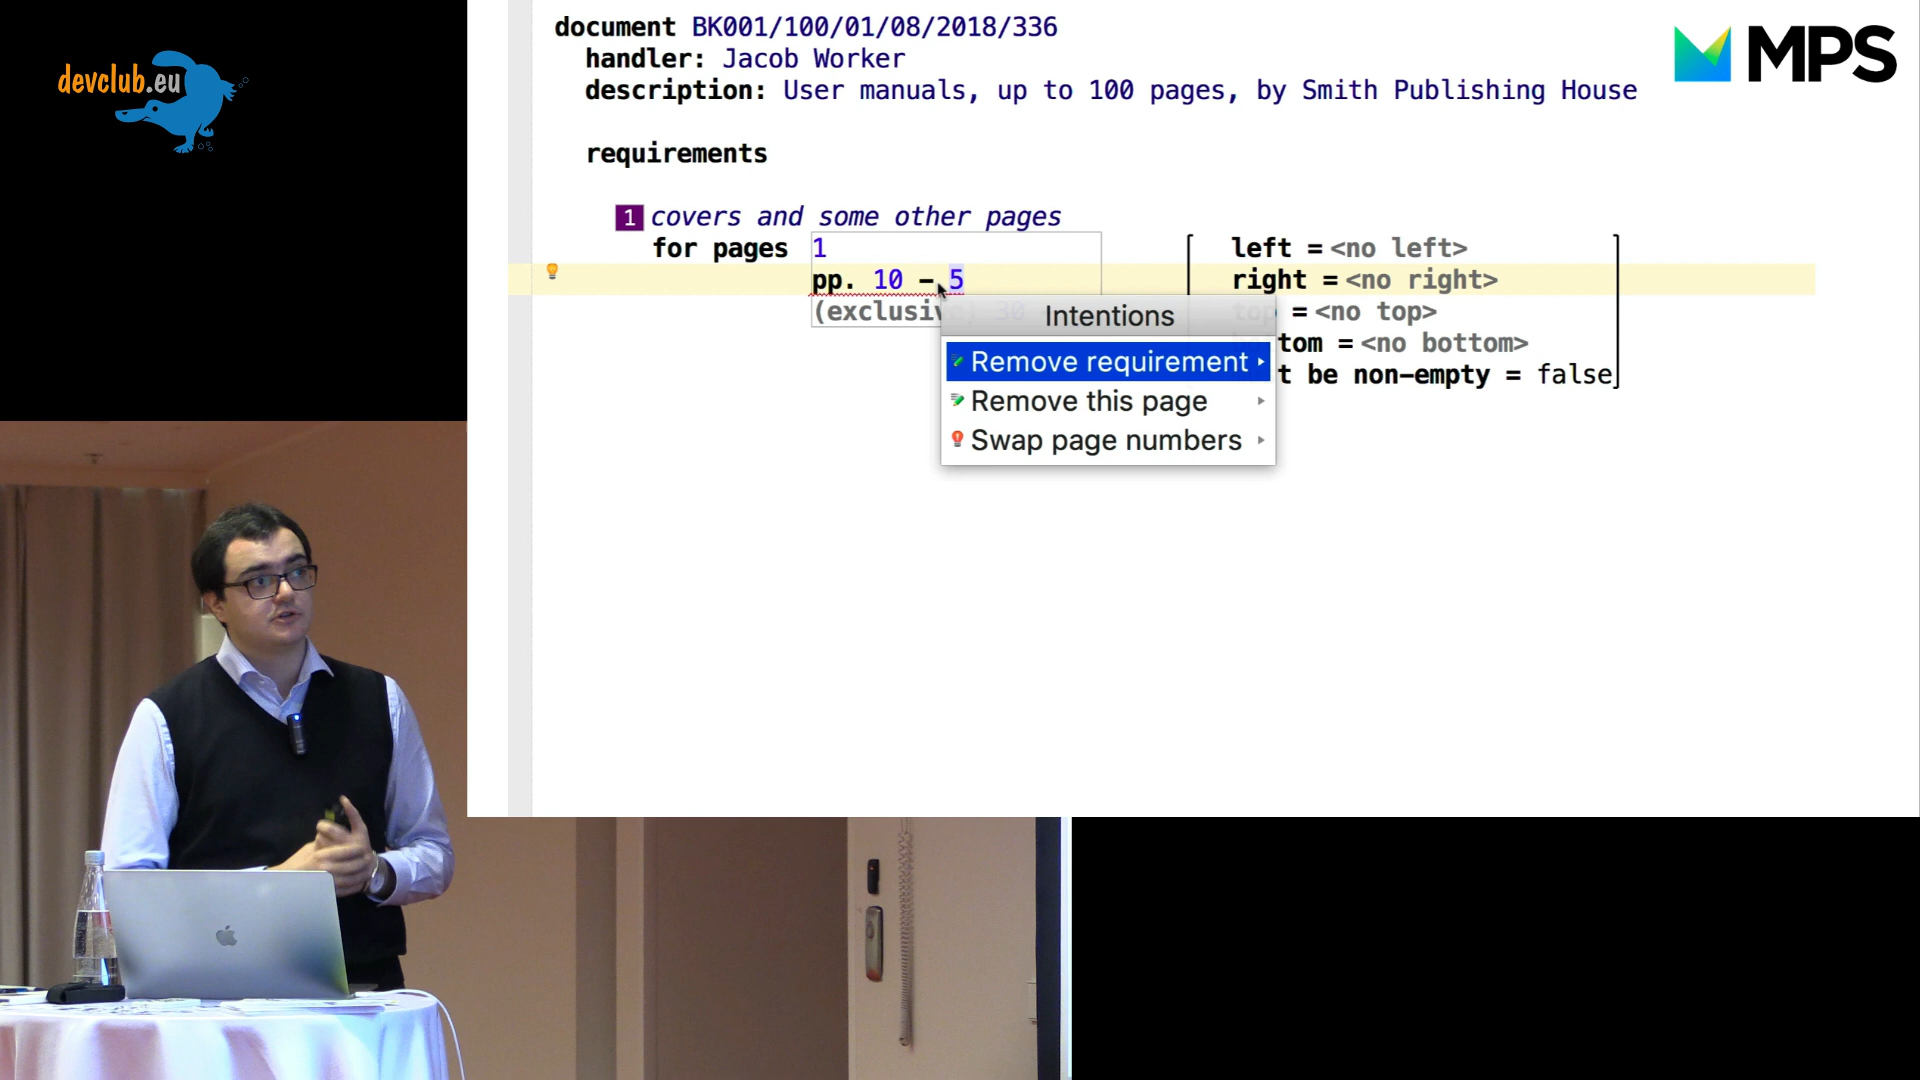 devclub.eu
MPS
document BK001/100/01/08/2018/336
handler: Jacob Worker
description: User manuals, up to 100 pages, by Smith Publishing House
requirements
1 covers and some other pages
for pages 1
pp. 10 - 5
(exclusive) 30
left = <no left>
right = <no right>
top = <no top>
tom = <no bottom>
t be non-empty = false
Intentions
Remove requirement
Remove this page
Swap page numbers